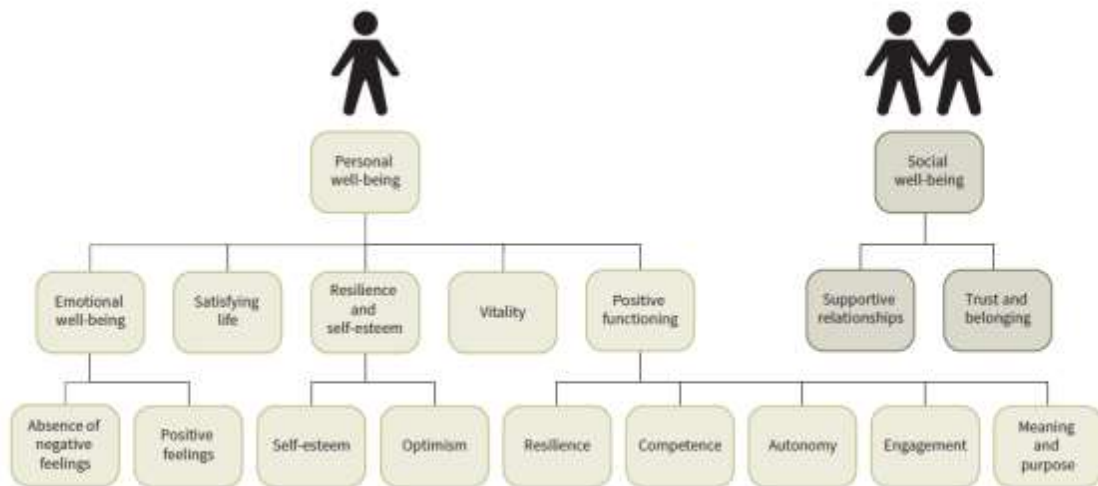 Personal
well-being
Social
well-being
Emotional
well-being
Satisfying
life
Resilience
and
self-esteem
Vitality
Positive
functioning
Supportive
relationships
Trust and
belonging
Absence of
negative
feelings
Positive
feelings
Self-esteem
Optimism
Resilience
Competence
Autonomy
Engagement
Meaning
and
purpose